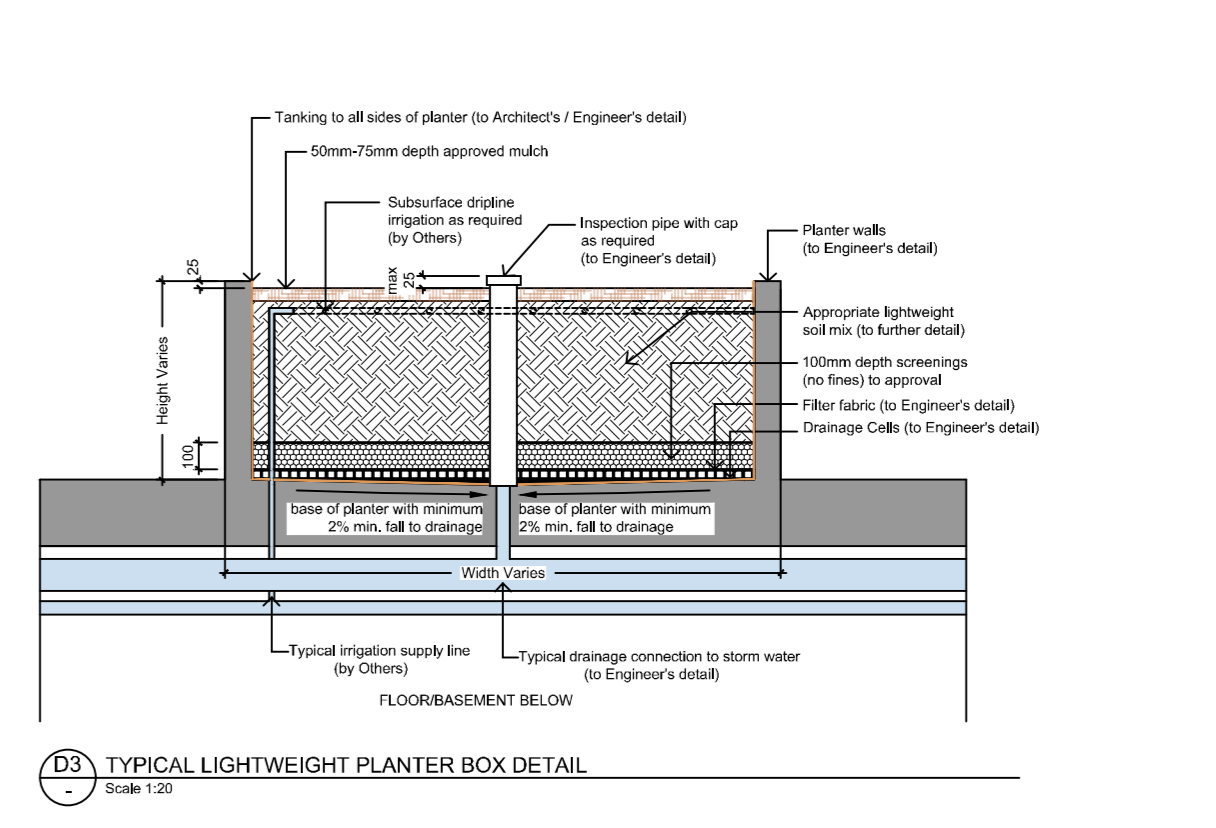 Tanking to all sides of planter (to Architect's / Engineer's detail)
50mm-75mm depth approved mulch
Subsurface dripline
irrigation as required
(by Others)
Inspection pipe with cap
as required
(to Engineer's detail)
Planter walls
(to Engineer's detail)
25
max
25
Height Varies
Appropriate lightweight
soil mix (to further detail)
100mm depth screenings
(no fines) to approval
Filter fabric (to Engineer's detail)
Drainage Cells (to Engineer's detail)
100
base of planter with minimum
2% min. fall to drainage
base of planter with minimum
2% min. fall to drainage
Width Varies
Typical irrigation supply line
(by Others)
Typical drainage connection to storm water
(to Engineer's detail)
FLOOR/BASEMENT BELOW
D3
-
TYPICAL LIGHTWEIGHT PLANTER BOX DETAIL
Scale 1:20